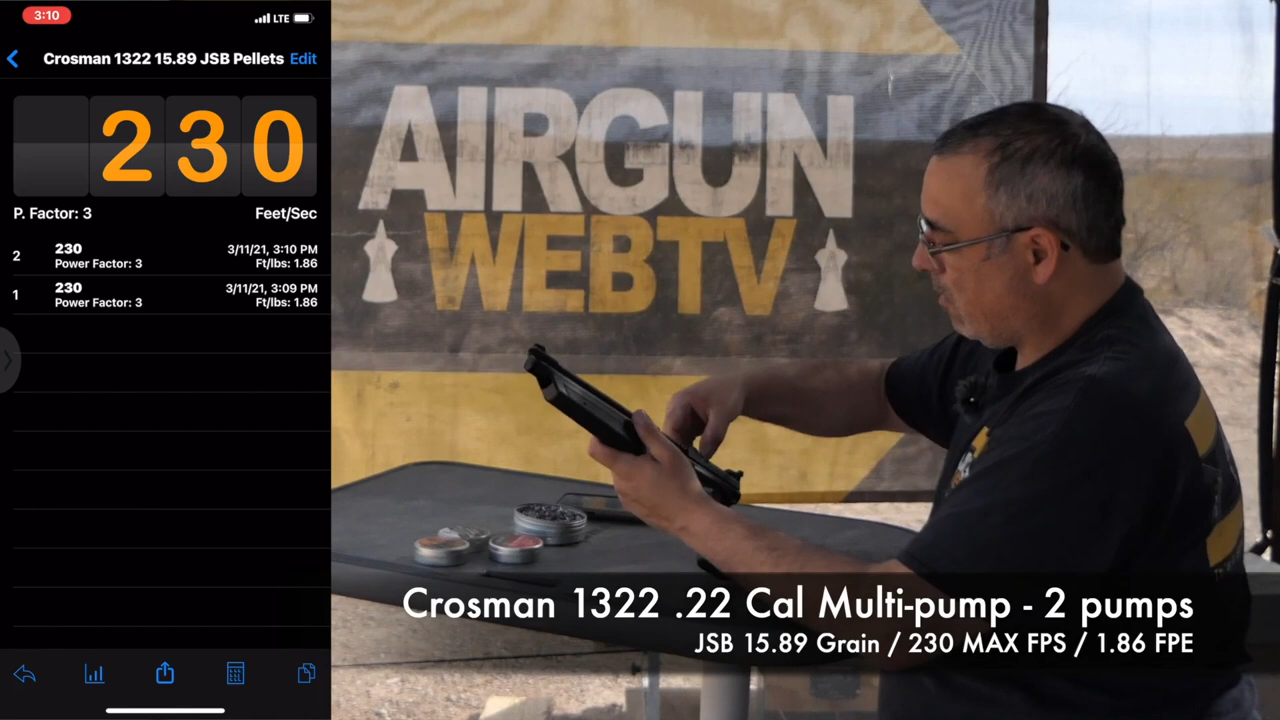 3:10
LTE
Crosman 1322 15.89 JSB Pellets Edit
230
P. Factor: 3 Feet/Sec
2 230 3/11/21, 3:10 PM
Power Factor: 3 Ft/lbs: 1.86
1 230 3/11/21, 3:09 PM
Power Factor: 3 Ft/lbs: 1.86
AIRGUN
WEBTV
Crosman 1322 .22 Cal Multi-pump - 2 pumps
JSB 15.89 Grain / 230 MAX FPS / 1.86 FPE